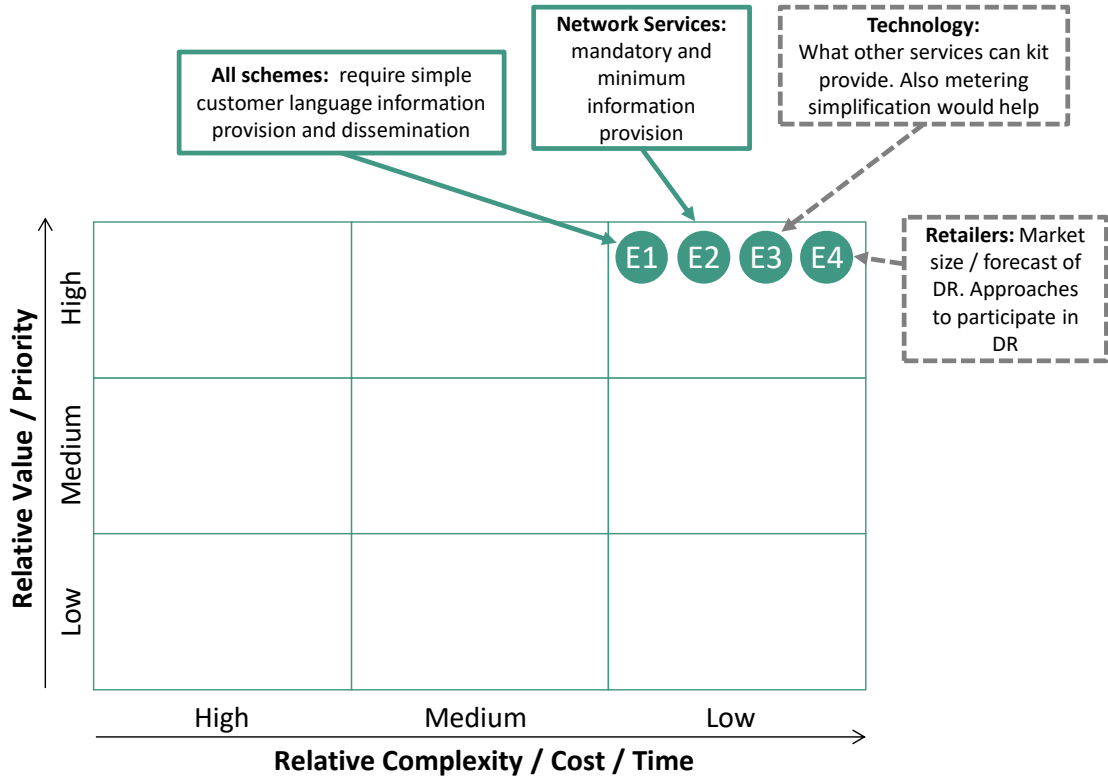 Network Services:
mandatory and
minimum
information
provision
Technology:
What other services can kit
provide. Also metering
simplification would help
All schemes: require simple
customer language information
provision and dissemination
Retailers: Market
size / forecast of
DR. Approaches
to participate in
DR
E1 E2 E3 E4
Relative Value / Priority
High
Medium
Low
High Medium Low
Relative Complexity / Cost / Time